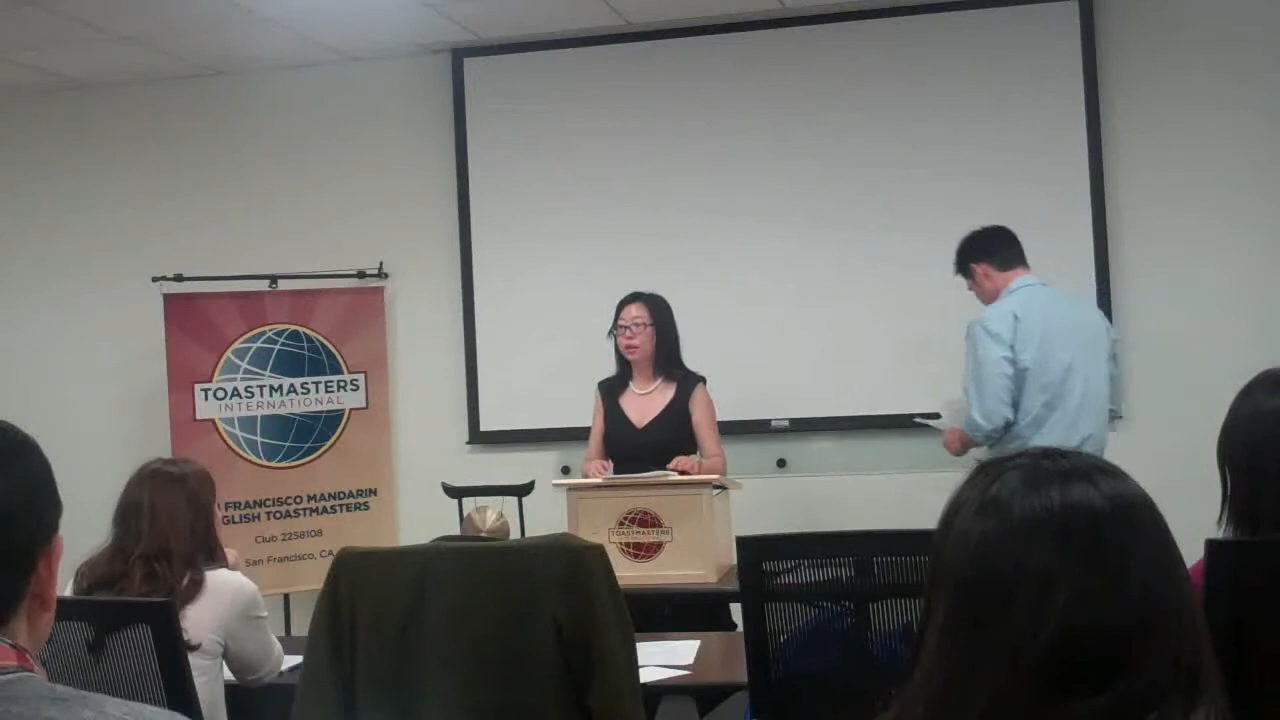 TOASTMASTERS
INTERNATIONAL
FRANCISCO MANDARIN
GLISH TOASTMASTERS
Club 2258108
San Francisco, CA
TOASTMASTERS